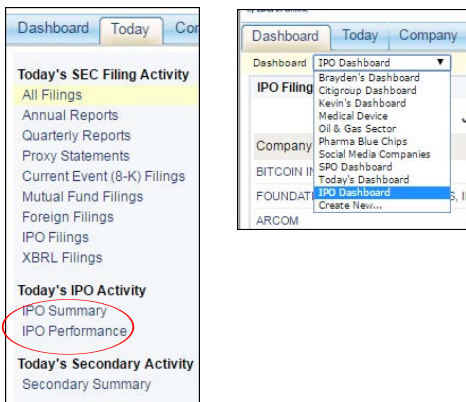 Dashboard Today Co
Today's SEC Filing Activity
All Filings
Annual Reports
Quarterly Reports
Proxy Statements
Current Event (8-K) Filings
Mutual Fund Filings
Foreign Filings
IPO Filings
XBRL Filings
Today's IPO Activity
IPO Summary
IPO Performance
Today's Secondary Activity
Secondary Summary
Dashboard Today Company
Dashboard IPO Dashboard
Brayden's Dashboard
Citigroup Dashboard
Kevin's Dashboard
Medical Device
Oil & Gas Sector
Pharma Blue Chips
Social Media Companies
SPO Dashboard
Today's Dashboard
IPO Dashboard
Create New...
IPO Filing
Company
BITCOIN IN
FOUNDAT S, I
ARCOM